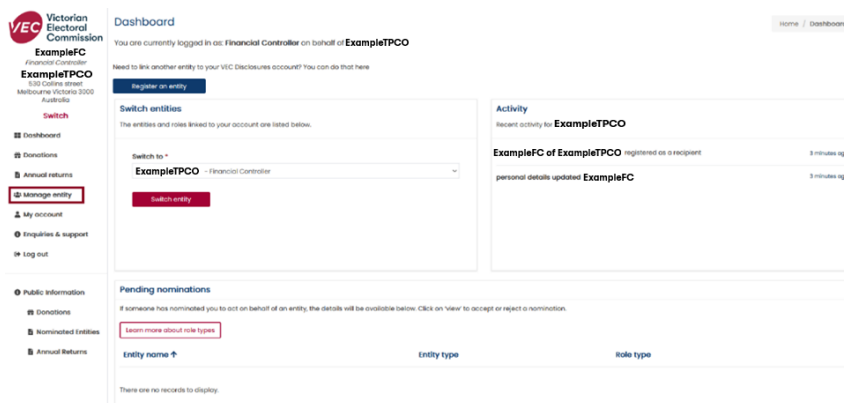 VEC Victorian
Electoral
Commission
ExampleFC
Financial Controller
ExampleTPCO
530 Collins street
Melbourne Victoria 3000
Australia
Switch
Dashboard
Donations
Annual returns
Manage entity
My account
Enquiries & support
Log out
Public Information
Donations
Nominated Entities
Annual Returns
Dashboard
Home / Dashboar
You are currently logged in as: Financial Controller on behalf of ExampleTPCO
Need to link another entity to your VEC Disclosures account? You can do that here
Register an entity
Switch entities
The entities and roles linked to your account are listed below.
Switch to *
ExampleTPCO - Financial Controller
Switch entity
Activity
Recent activity for ExampleTPCO
ExampleFC of ExampleTPCO registered as a recipient 3 minutes ag
personal details updated ExampleFC 3 minutes ag
Pending nominations
If someone has nominated you to act on behalf of an entity, the details will be available below. Click on 'view' to accept or reject a nomination.
Learn more about role types
Entity name ↑ Entity type Role type
There are no records to display.